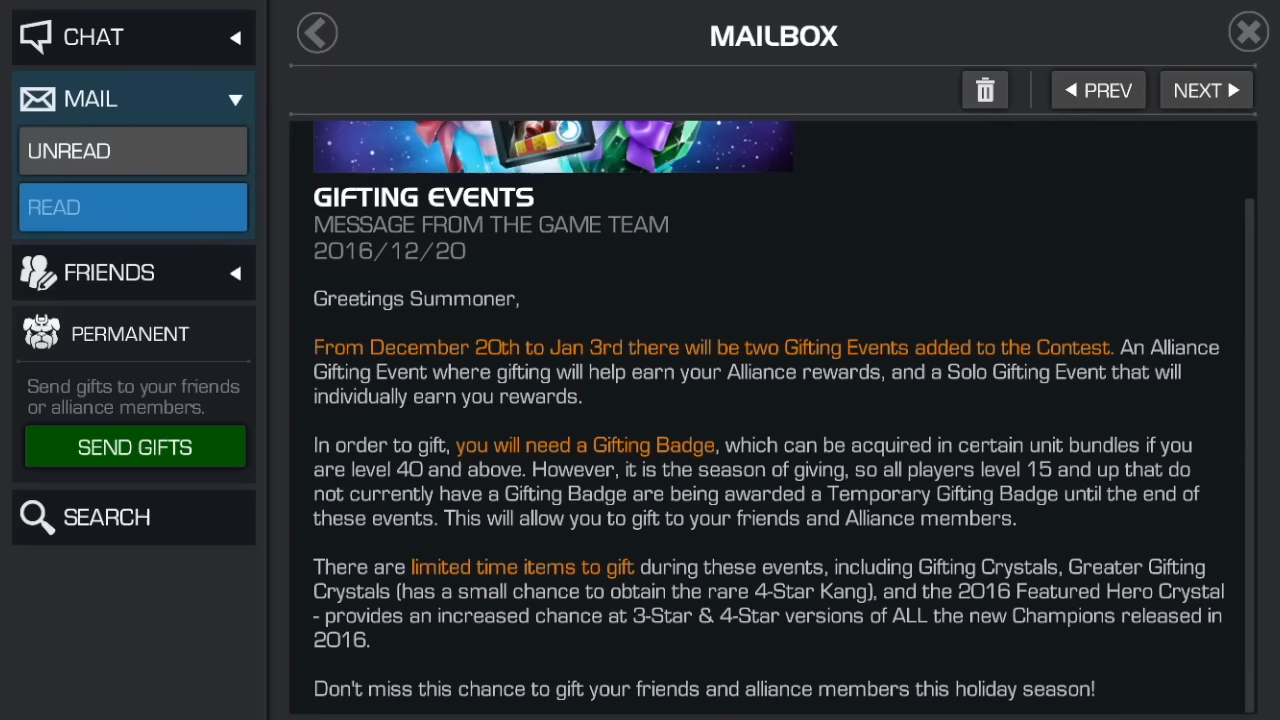 CHAT
MAIL
UNREAD
READ
FRIENDS
PERMANENT
Send gifts to your friends
or alliance members.
SEND GIFTS
SEARCH
MAILBOX
PREV
NEXT
GIFTING EVENTS
MESSAGE FROM THE GAME TEAM
2016/12/20
Greetings Summoner,
From December 20th to Jan 3rd there will be two Gifting Events added to the Contest. An Alliance
Gifting Event where gifting will help earn your Alliance rewards, and a Solo Gifting Event that will
individually earn you rewards.
In order to gift, you will need a Gifting Badge, which can be acquired in certain unit bundles if you
are level 40 and above. However, it is the season of giving, so all players level 15 and up that do
not currently have a Gifting Badge are being awarded a Temporary Gifting Badge until the end of
these events. This will allow you to gift to your friends and Alliance members.
There are limited time items to gift during these events, including Gifting Crystals, Greater Gifting
Crystals (has a small chance to obtain the rare 4-Star Kang), and the 2016 Featured Hero Crystal
- provides an increased chance at 3-Star & 4-Star versions of ALL the new Champions released in
2016.
Don't miss this chance to gift your friends and alliance members this holiday season!